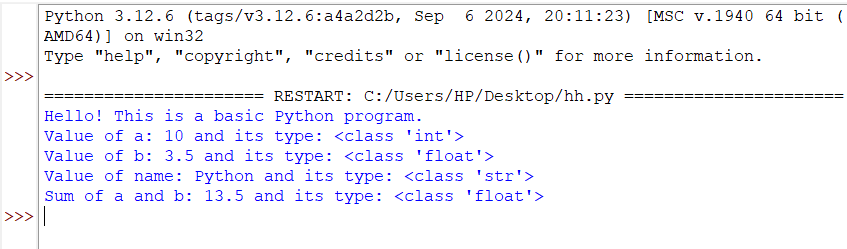 Python 3.12.6 (tags/v3.12.6:a4a2d2b, Sep  6 2024, 20:11:23) [MSC v.1940 64 bit (
AMD64)] on win32
Type "help", "copyright", "credits" or "license()" for more information.
>>>
====================== RESTART: C:/Users/HP/Desktop/hh.py ======================
Hello! This is a basic Python program.
Value of a: 10 and its type: <class 'int'>
Value of b: 3.5 and its type: <class 'float'>
Value of name: Python and its type: <class 'str'>
Sum of a and b: 13.5 and its type: <class 'float'>
>>>